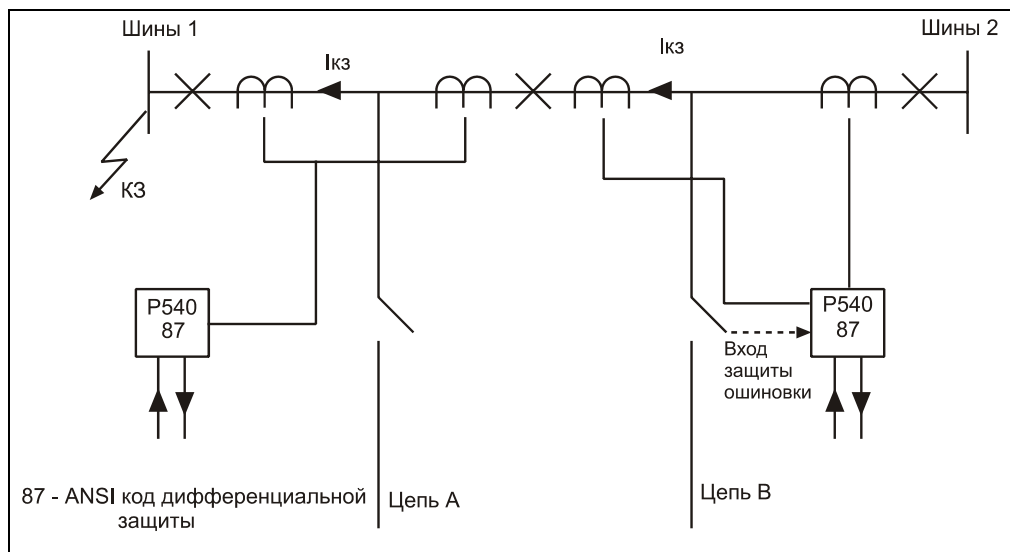 Шины 1
Iкз
Iкз
Шины 2
КЗ
P540
87
P540
87
Вход
защиты
ошиновки
87 - ANSI код дифференциальной
защиты
Цепь A
Цепь B